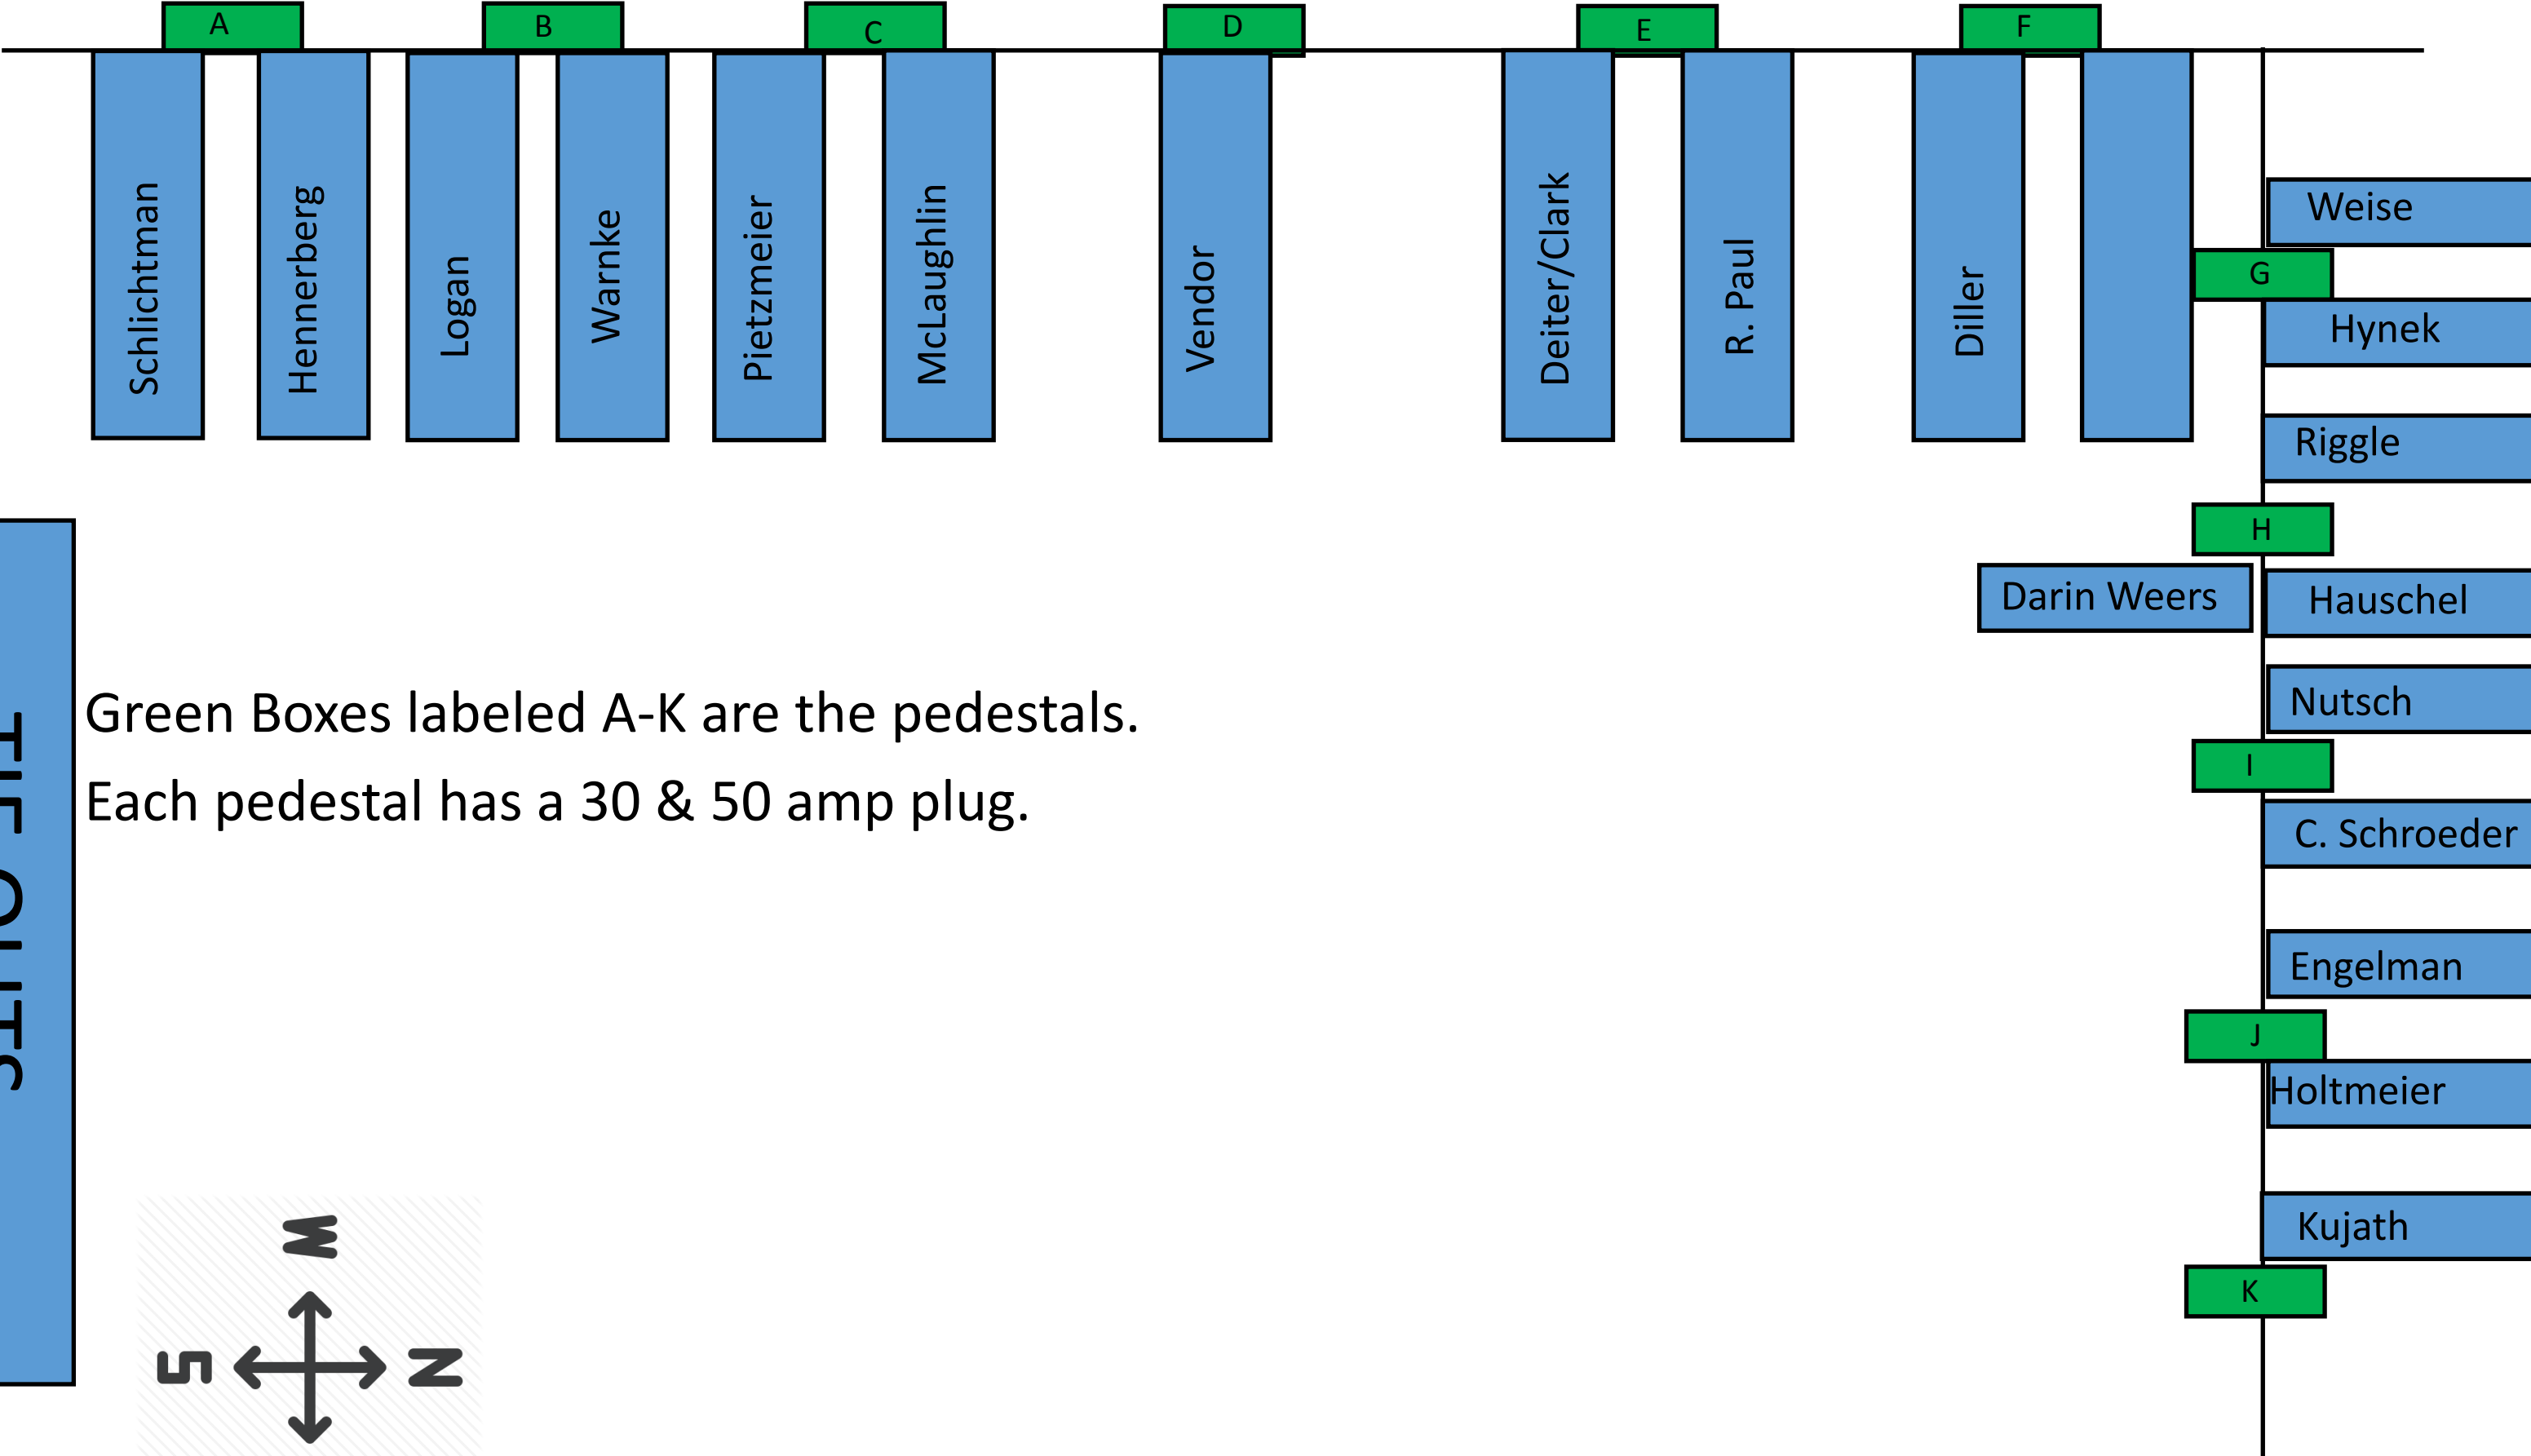 A
B
C
D
E
F
Schlichtman
Hennerberg
Logan
Warnke
Pietzmeier
McLaughlin
Vendor
Deiter/Clark
R. Paul
Diller
Weise
G
Hynek
Riggle
H
Darin Weers
Hauschel
Nutsch
Green Boxes labeled A-K are the pedestals.
I
Each pedestal has a 30 & 50 amp plug.
C. Schroeder
Engelman
J
Holtmeier
Kujath
K
W
S
N